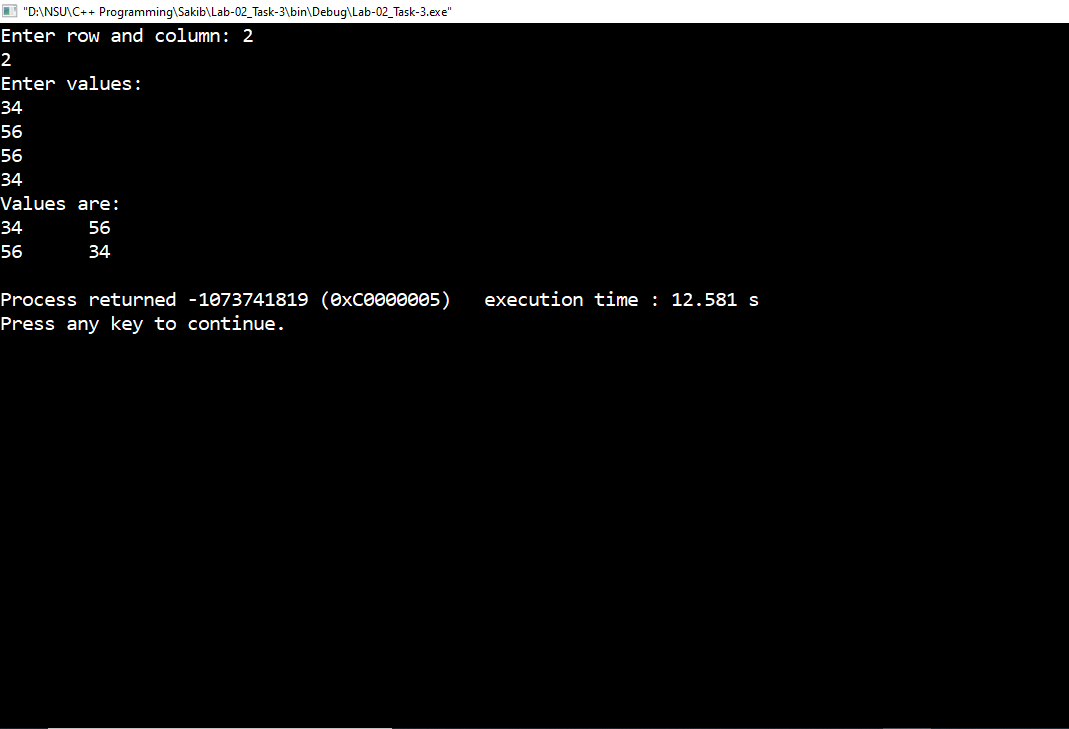 "D:\NSU\C++ Programming\Sakib\Lab-02_Task-3\bin\Debug\Lab-02_Task-3.exe"
Enter row and column: 2
2
Enter values:
34
56
56
34
Values are:
34      56
56      34
Process returned -1073741819 (0xC0000005)   execution time : 12.581 s
Press any key to continue.